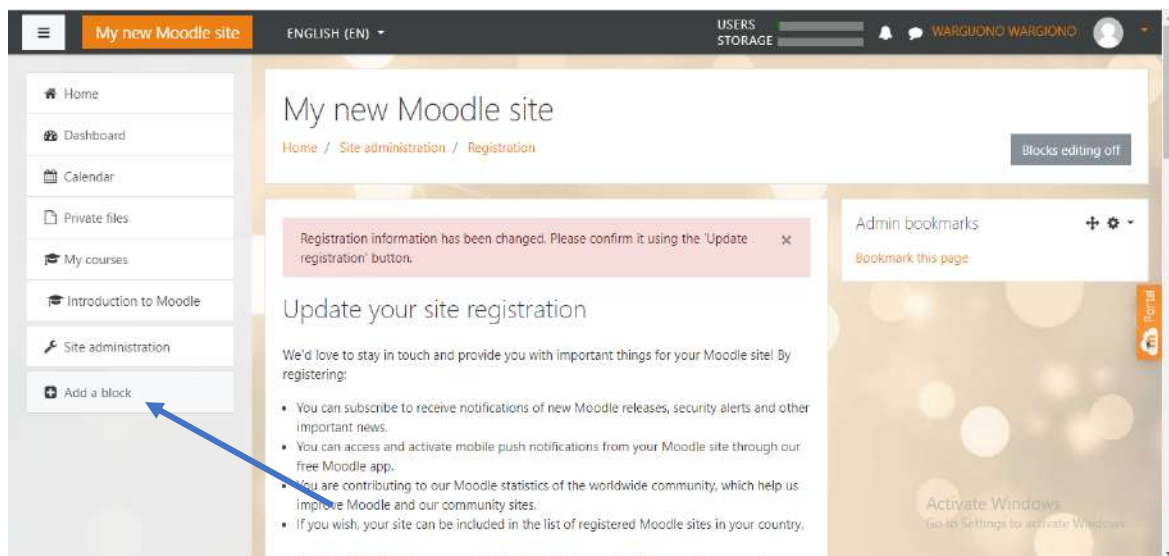 My new Moodle site
ENGLISH (EN)
USERS
STORAGE
WARGIJONO WARGIONO
Home
Dashboard
Calendar
Private files
My courses
Introduction to Moodle
Site administration
Add a block
My new Moodle site
Home / Site administration / Registration
Blocks editing off
Registration information has been changed. Please confirm it using the 'Update
registration' button.
×
Update your site registration
We'd love to stay in touch and provide you with important things for your Moodle site! By
registering:
• You can subscribe to receive notifications of new Moodle releases, security alerts and other
important news.
• You can access and activate mobile push notifications from your Moodle site through our
free Moodle app.
• You are contributing to our Moodle statistics of the worldwide community, which help us
improve Moodle and our community sites.
• If you wish, your site can be included in the list of registered Moodle sites in your country.
Admin bookmarks
Bookmark this page
Portal
Activate Windows
Go to Settings to activate Windows.